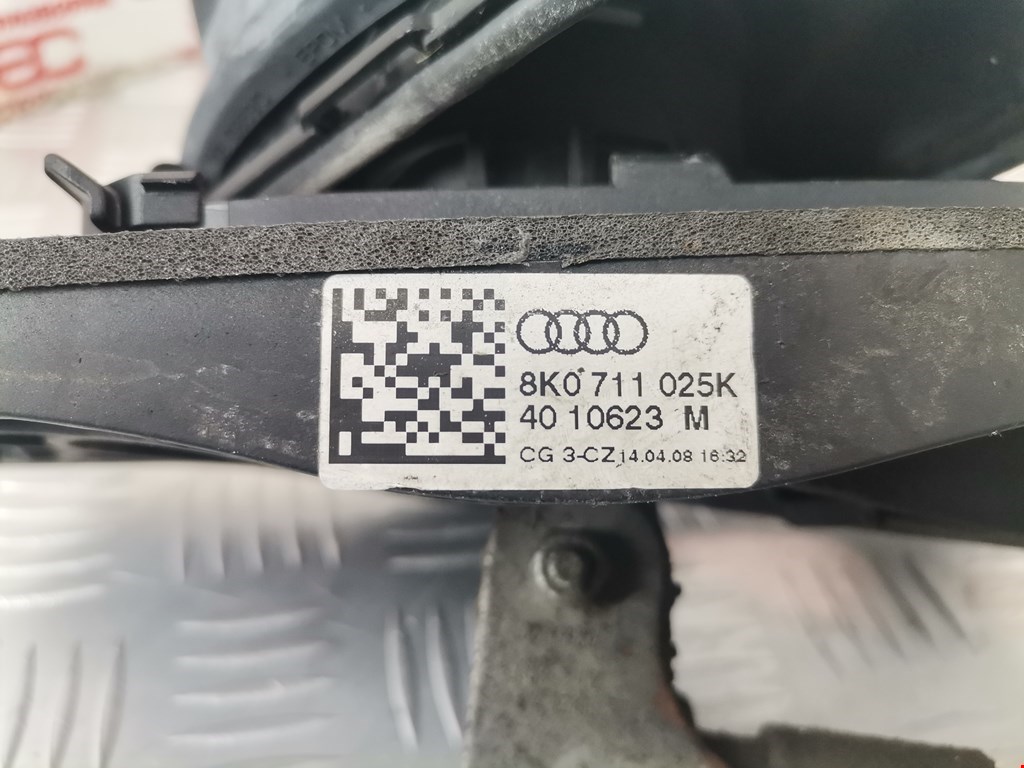 8K0 711 025K
40 10623 M
CG 3-CZ 14.04.08 16:32